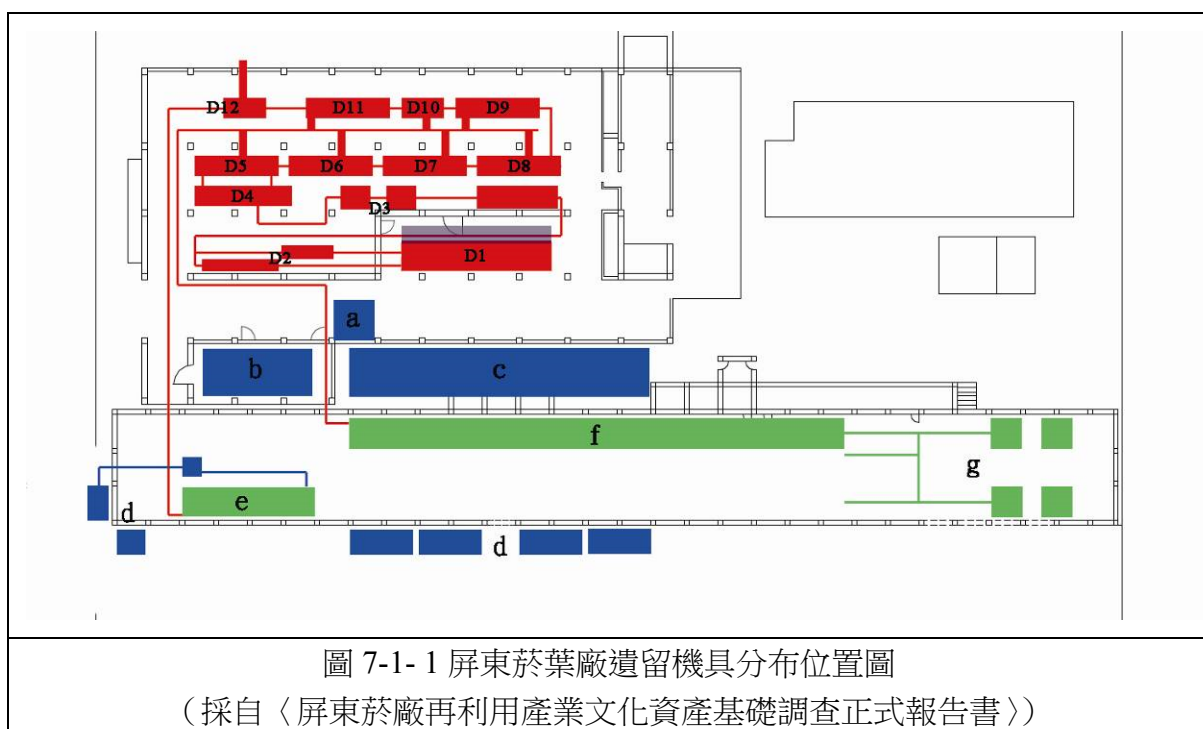 D12 D11 D10 D9
D5 D6 D7 D8
D4 D3
D2 D1
a
b c
f
g
e
d
d
圖 7-1- 1 屏東菸葉廠遺留機具分布位置圖
（採自〈屏東菸廠再利用產業文化資產基礎調查正式報告書〉）